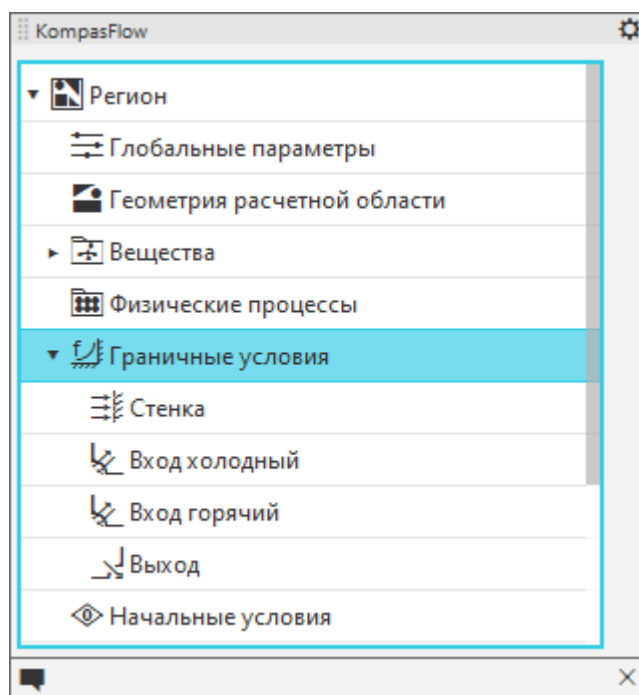 KompasFlow
Регион
Глобальные параметры
Геометрия расчетной области
Вещества
Физические процессы
Граничные условия
Стенка
Вход холодный
Вход горячий
Выход
Начальные условия